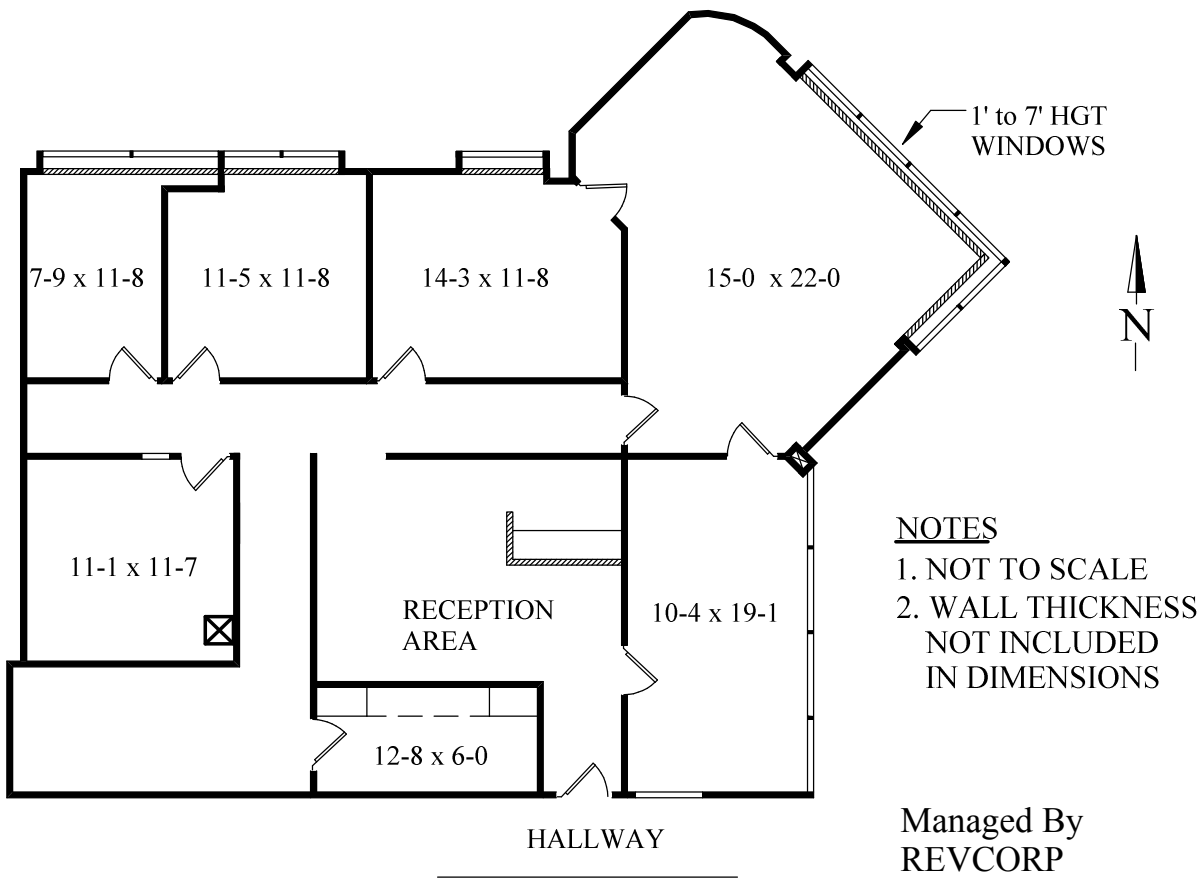 1' to 7' HGT
WINDOWS
7-9 x 11-8
11-5 x 11-8
14-3 x 11-8
15-0 x 22-0
N
11-1 x 11-7
RECEPTION
AREA
10-4 x 19-1
12-8 x 6-0
HALLWAY
NOTES
1. NOT TO SCALE
2. WALL THICKNESS
NOT INCLUDED
IN DIMENSIONS
Managed By
REVCORP